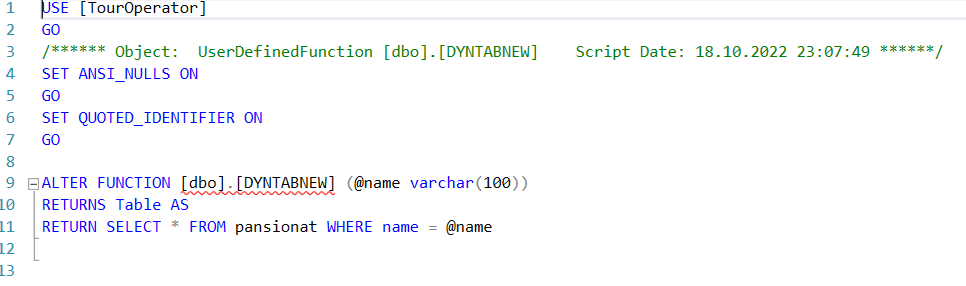 1 USE [TourOperator]
2 GO
3 /****** Object:  UserDefinedFunction [dbo].[DYNTABNEW]    Script Date: 18.10.2022 23:07:49 ******/
4 SET ANSI_NULLS ON
5 GO
6 SET QUOTED_IDENTIFIER ON
7 GO
8
9 ALTER FUNCTION [dbo].[DYNTABNEW] (@name varchar(100))
10 RETURNS Table AS
11 RETURN SELECT * FROM pansionat WHERE name = @name
12
13